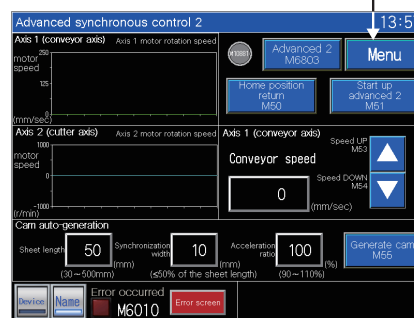 Advanced synchronous control 2
13:5
Axis 1 (conveyor axis) Axis 1 motor rotation speed
motor speed
250
125
(mm/sec)
M10881
Advanced 2
M6803
Menu
Home position
return
M50
Start up
advanced 2
M51
Axis 2 (cutter axis) Axis 2 motor rotation speed
motor speed
1000
0
-1000
(r/min)
Axis 1 (conveyor axis)
Speed UP
M53
Conveyor speed
Speed DOWN
M54
0
(mm/sec)
Cam auto-generation
Sheet length 50 (mm)
(30~500mm)
Synchronization width 10 (mm)
(≤50% of the sheet length)
Acceleration ratio 100 (%)
(90~110%)
Generate cam
M55
Device
Name
Error occurred
M6010
Error screen